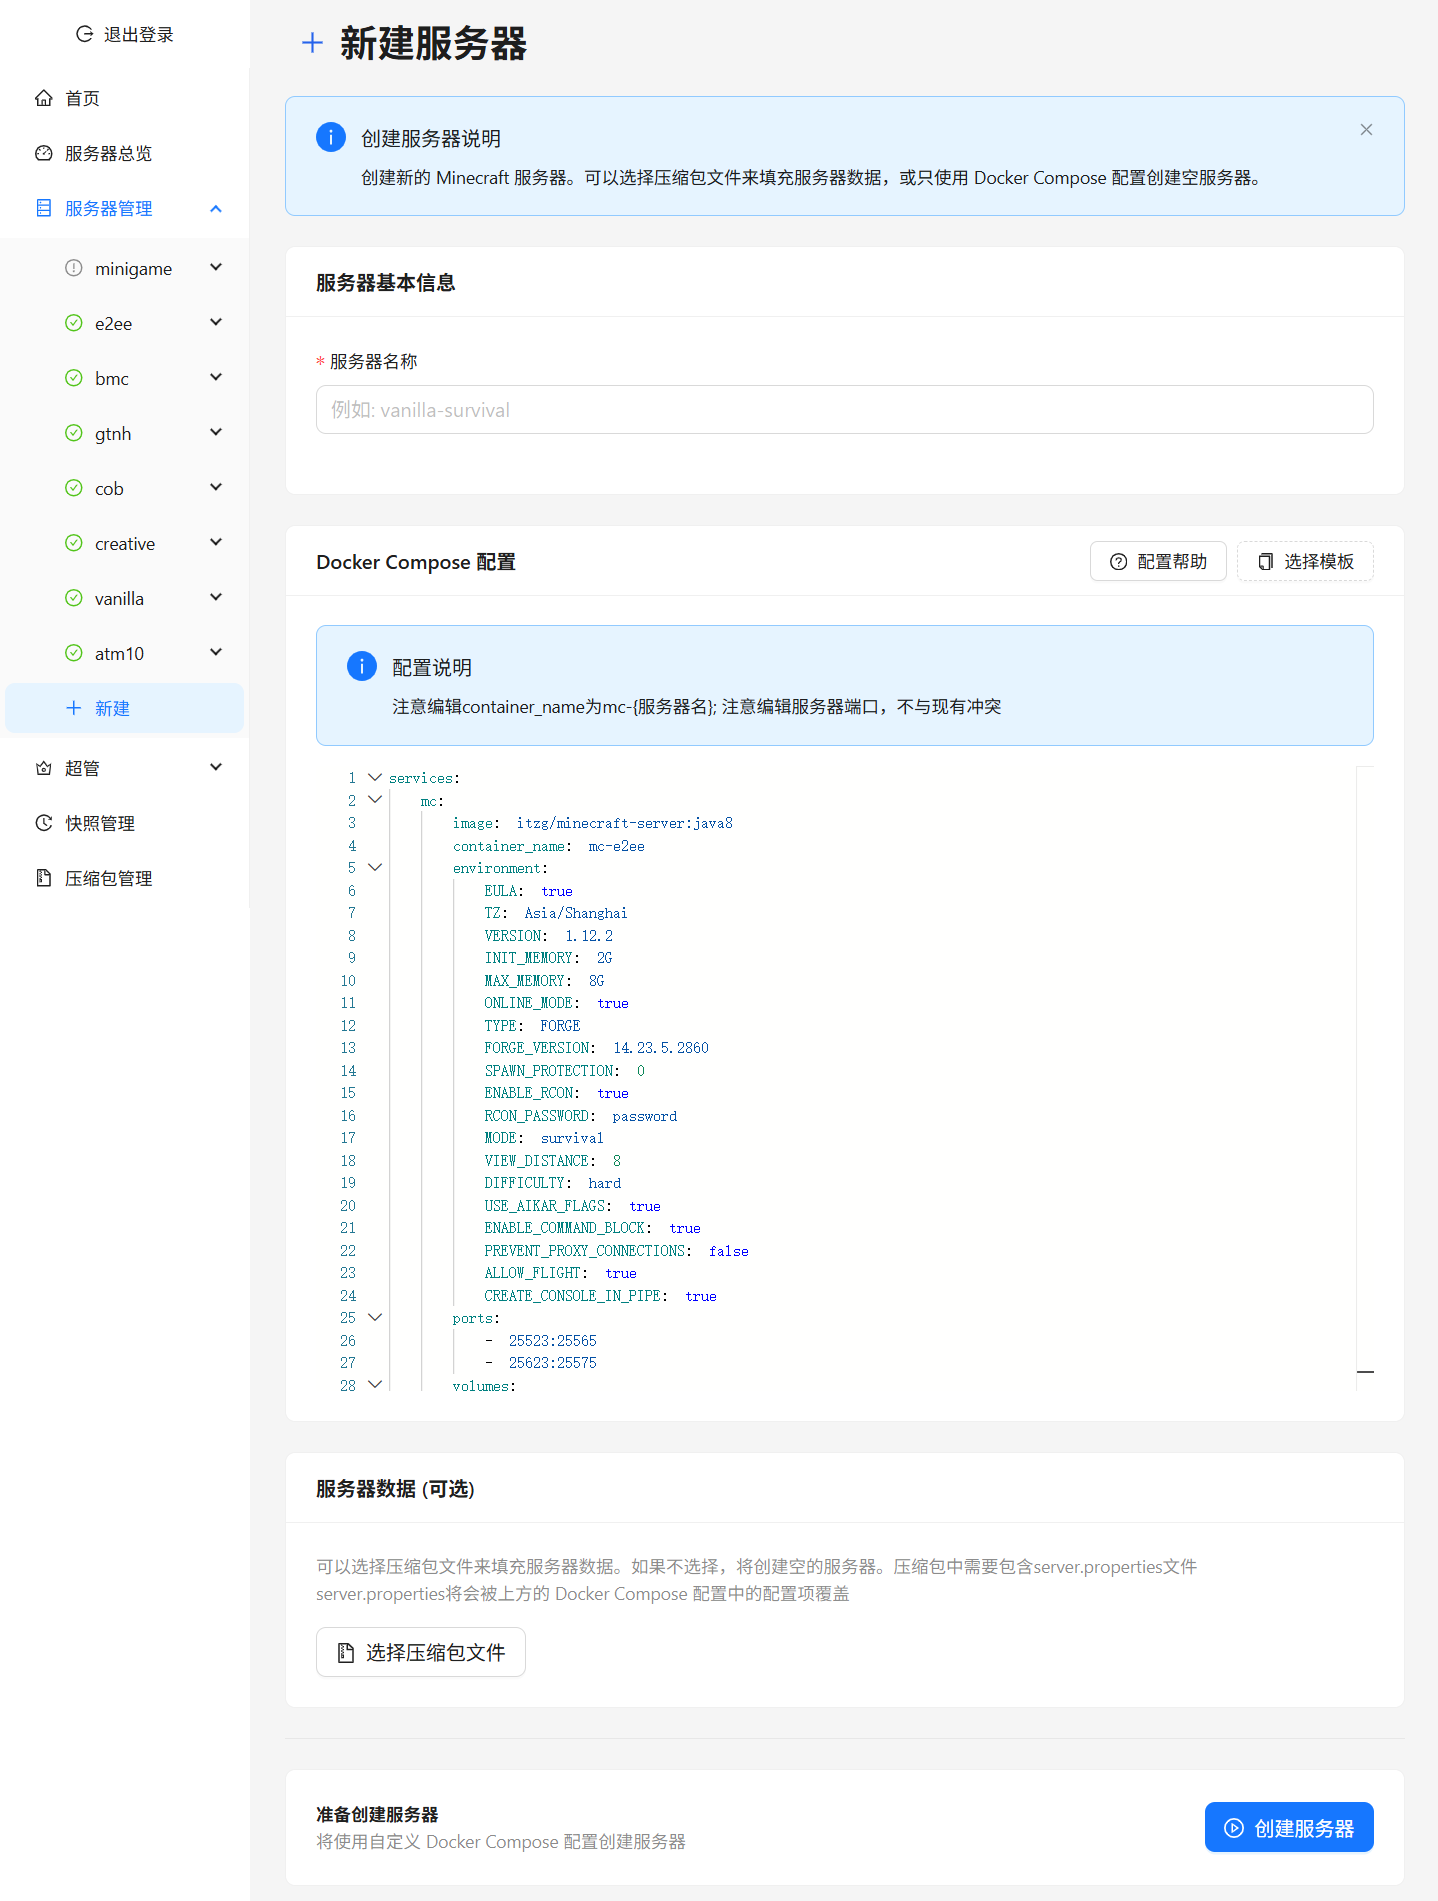 退出登录
首页
服务器总览
服务器管理
minigame
e2ee
bmc
gtnh
cob
creative
vanilla
atm10
新建
超管
快照管理
压缩包管理
新建服务器
创建服务器说明
创建新的 Minecraft 服务器。可以选择压缩包文件来填充服务器数据，或只使用 Docker Compose 配置创建空服务器。
服务器基本信息
* 服务器名称
例如: vanilla-survival
Docker Compose 配置
配置帮助
选择模板
配置说明
注意编辑container_name为mc-{服务器名}; 注意编辑服务器端口，不与现有冲突
1 services:
2 mc:
3 image: itzg/minecraft-server:java8
4 container_name: mc-e2ee
5 environment:
6 EULA: true
7 TZ: Asia/Shanghai
8 VERSION: 1.12.2
9 INIT_MEMORY: 2G
10 MAX_MEMORY: 8G
11 ONLINE_MODE: true
12 TYPE: FORGE
13 FORGE_VERSION: 14.23.5.2860
14 SPAWN_PROTECTION: 0
15 ENABLE_RCON: true
16 RCON_PASSWORD: password
17 MODE: survival
18 VIEW_DISTANCE: 8
19 DIFFICULTY: hard
20 USE_AIKAR_FLAGS: true
21 ENABLE_COMMAND_BLOCK: true
22 PREVENT_PROXY_CONNECTIONS: false
23 ALLOW_FLIGHT: true
24 CREATE_CONSOLE_IN_PIPE: true
25 ports:
26 - 25523:25565
27 - 25623:25575
28 volumes:
服务器数据 (可选)
可以选择压缩包文件来填充服务器数据。如果不选择，将创建空的服务器。压缩包中需要包含server.properties文件
server.properties将会被上方的 Docker Compose 配置中的配置项覆盖
选择压缩包文件
准备创建服务器
将使用自定义 Docker Compose 配置创建服务器
创建服务器